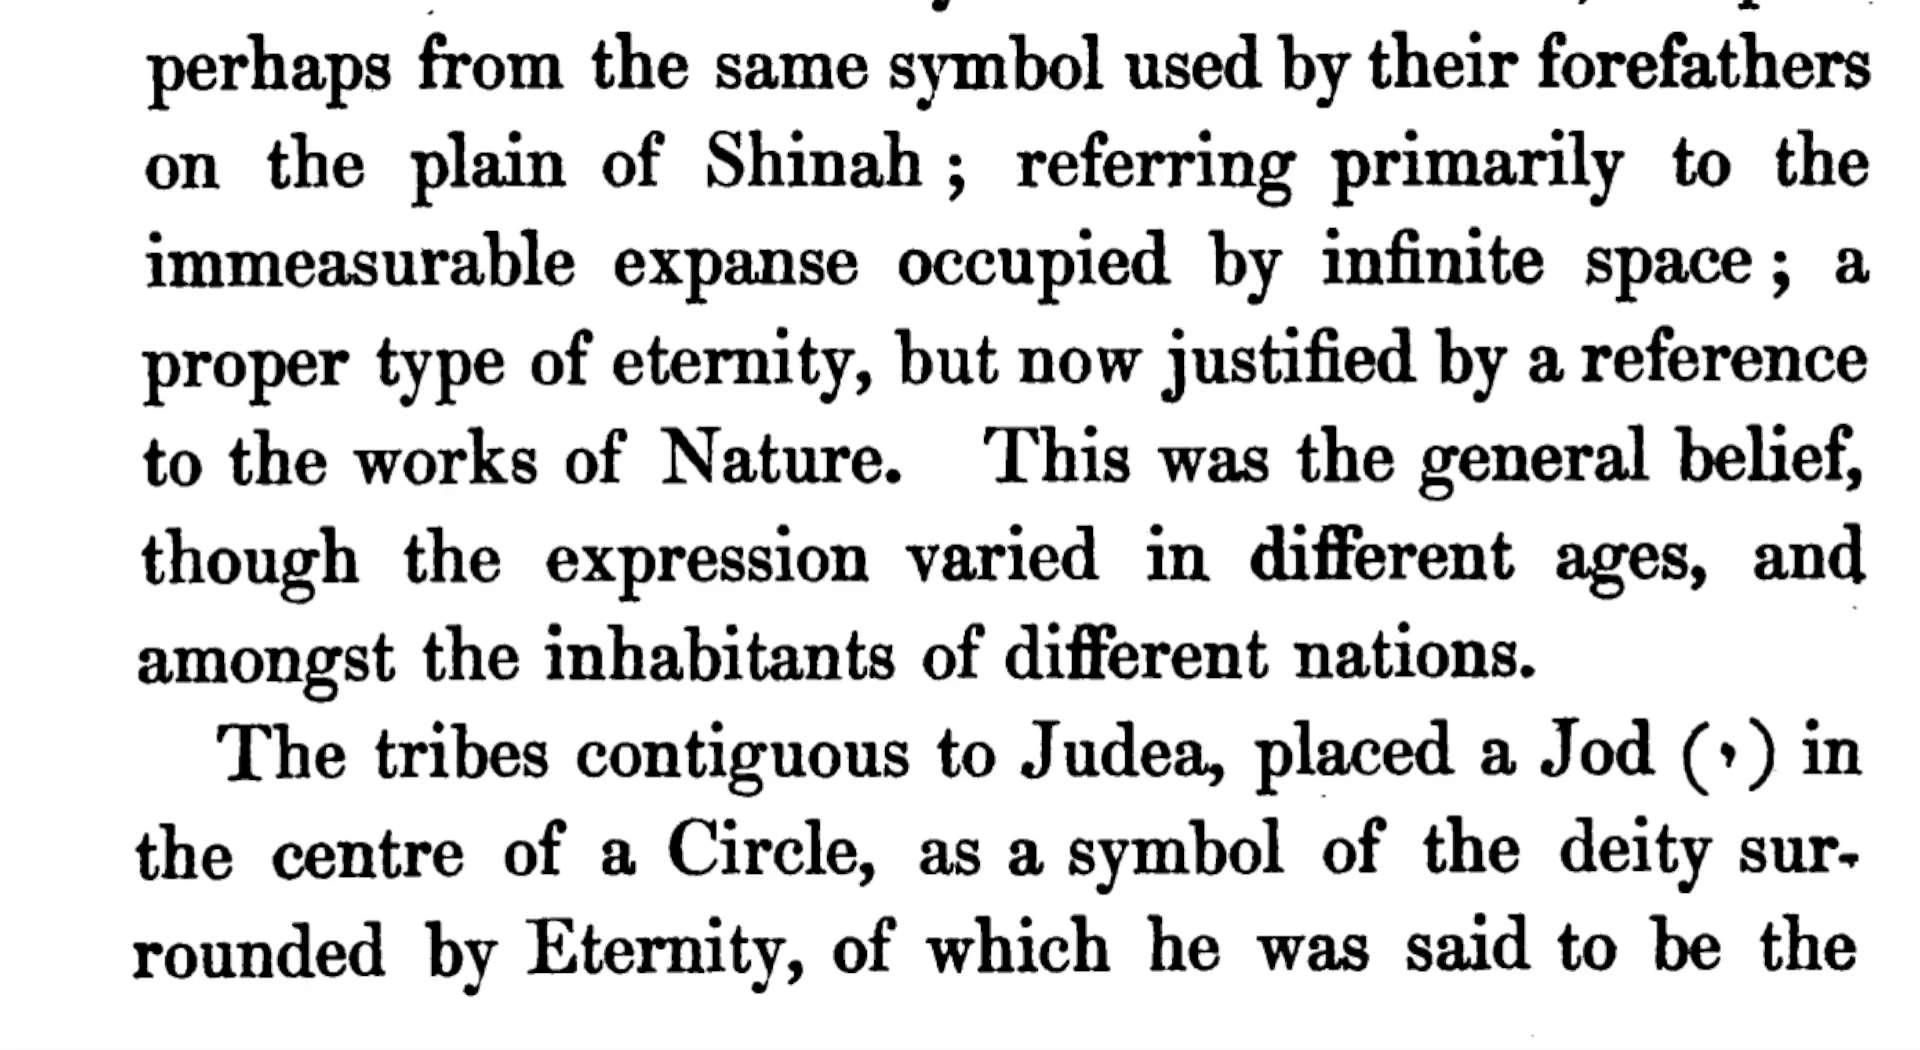 perhaps from the same symbol used by their forefathers
on the plain of Shinah ; referring primarily to the
immeasurable expanse occupied by infinite space ; a
proper type of eternity, but now justified by a reference
to the works of Nature. This was the general belief,
though the expression varied in different ages, and
amongst the inhabitants of different nations.
The tribes contiguous to Judea, placed a Jod (י) in
the centre of a Circle, as a symbol of the deity sur-
rounded by Eternity, of which he was said to be the